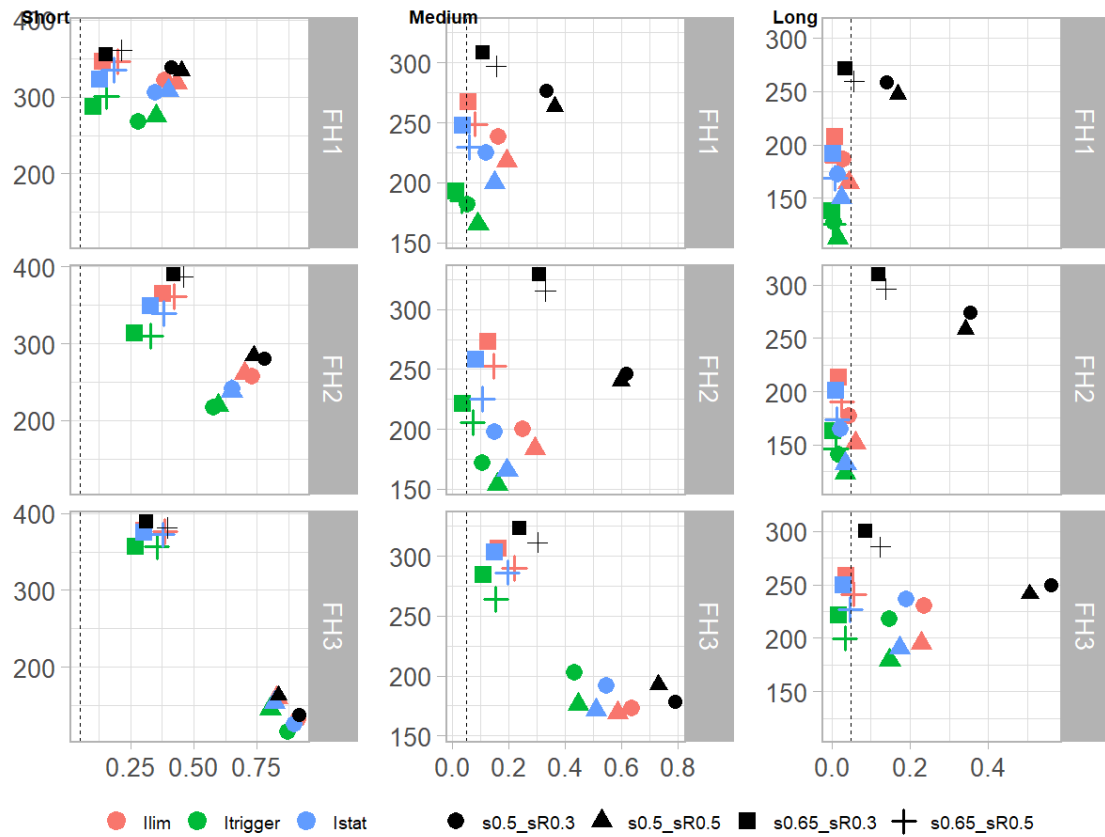 Short Medium Long
400 300 200 FH1
300 250 200 150 FH1
300 250 200 150 FH1
400 300 200 FH2
300 250 200 150 FH2
300 250 200 150 FH2
400 300 200 FH3
300 250 200 150 FH3
300 250 200 150 FH3
0.25 0.50 0.75 0.0 0.2 0.4 0.6 0.8 0.0 0.2 0.4
Ilim Itrigger Istat s0.5_sR0.3 s0.5_sR0.5 s0.65_sR0.3 s0.65_sR0.5